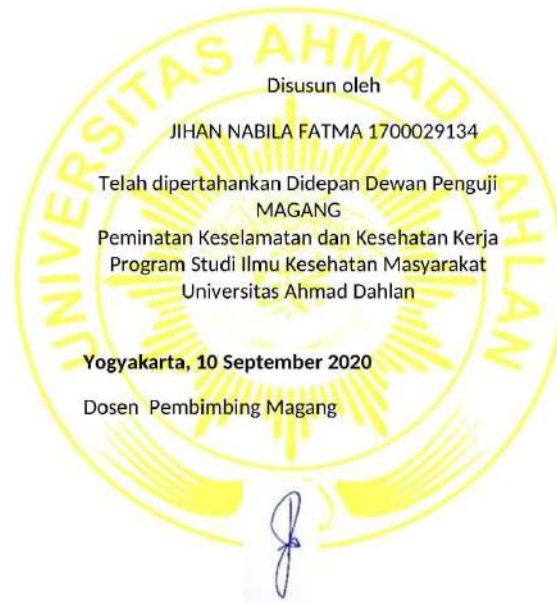 UNIVERSITAS AHMAD DAHLAN
Disusun oleh
JIHAN NABILA FATMA 1700029134
Telah dipertahankan Didepan Dewan Penguji
MAGANG
Peminatan Keselamatan dan Kesehatan Kerja
Program Studi Ilmu Kesehatan Masyarakat
Universitas Ahmad Dahlan
Yogyakarta, 10 September 2020
Dosen Pembimbing Magang